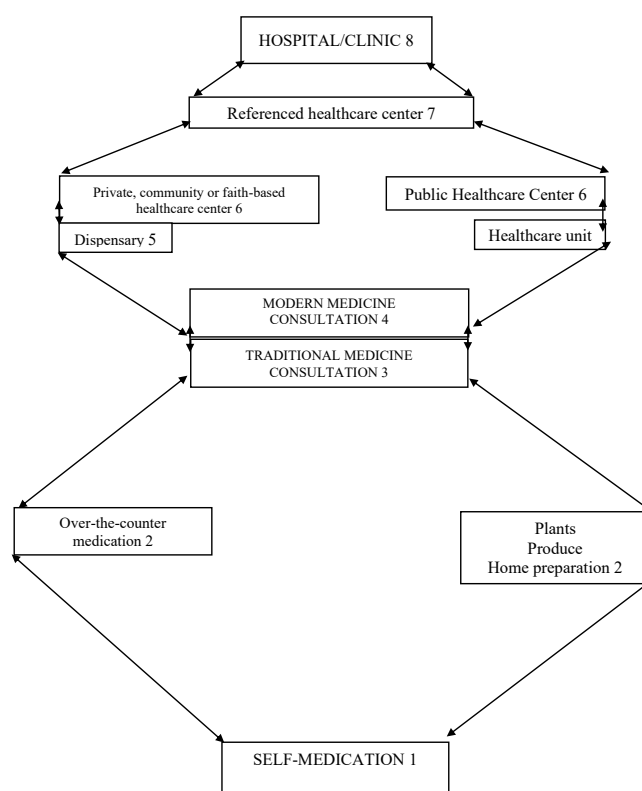 HOSPITAL/CLINIC 8
Referenced healthcare center 7
Private, community or faith-based
healthcare center 6
Public Healthcare Center 6
Dispensary 5
Healthcare unit
MODERN MEDICINE
CONSULTATION 4
TRADITIONAL MEDICINE
CONSULTATION 3
Over-the-counter
medication 2
Plants
Produce
Home preparation 2
SELF-MEDICATION 1